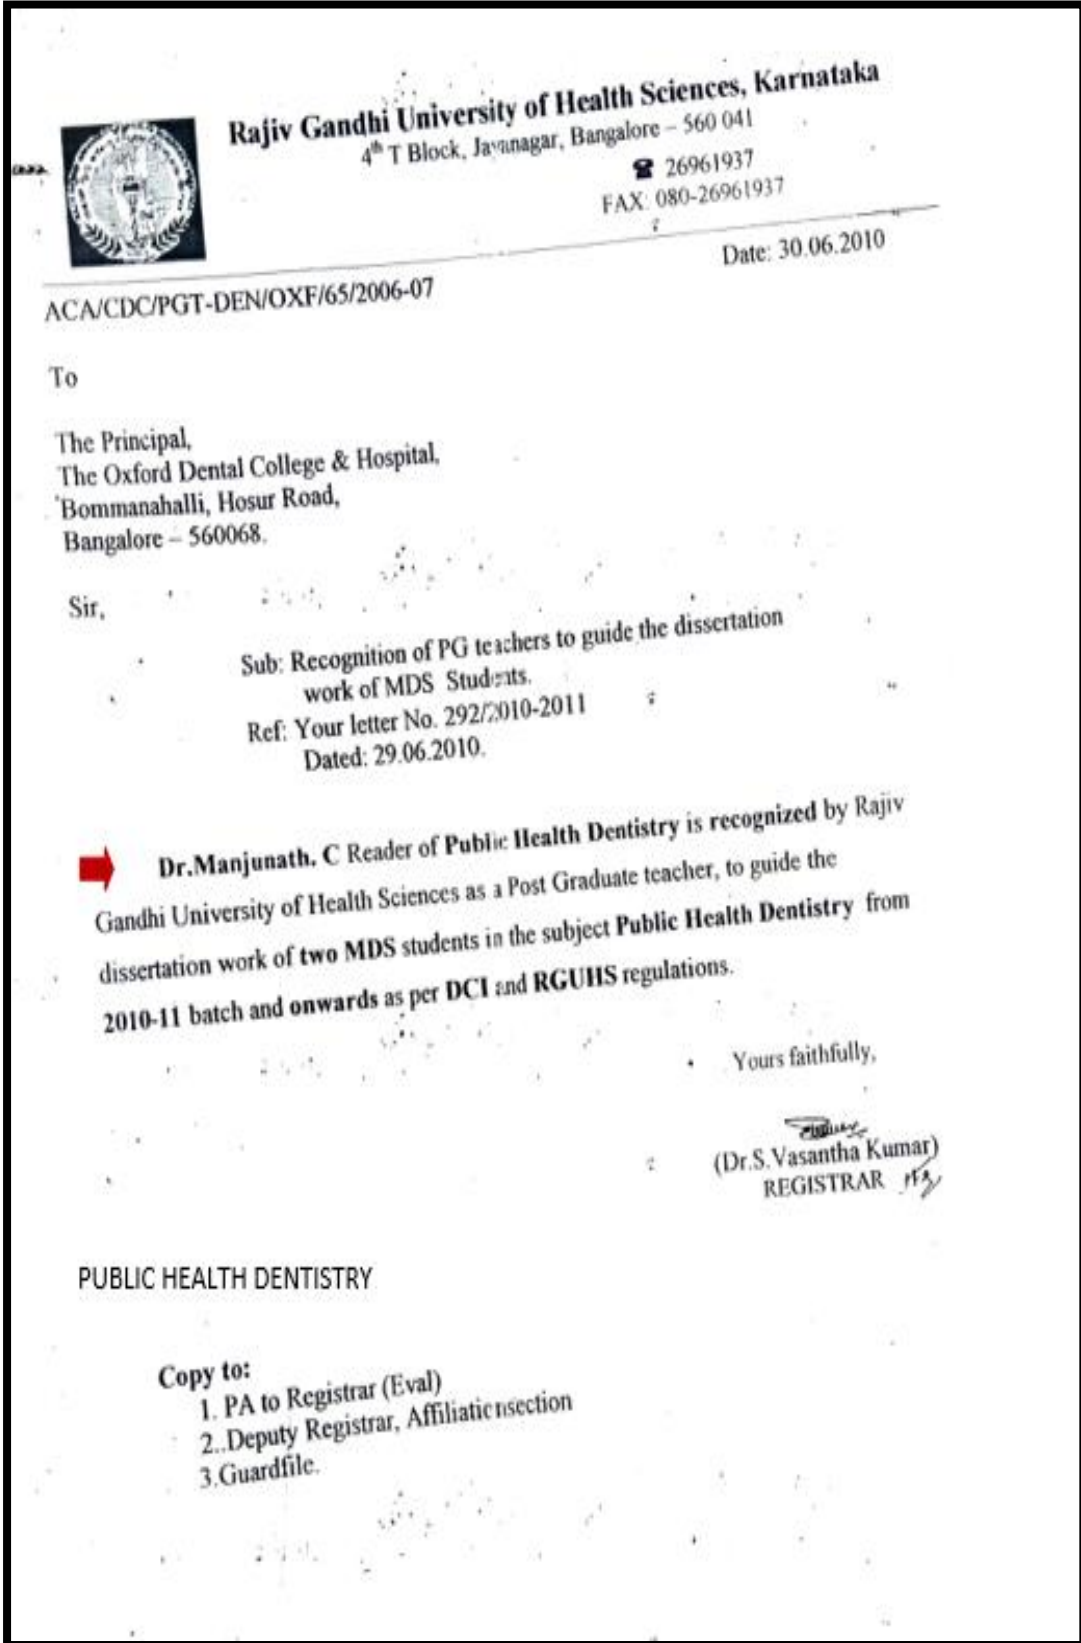 Rajiv Gandhi University of Health Sciences, Karnataka
4th T Block, Jayanagar, Bangalore – 560 041
☎ 26961937
FAX: 080-26961937
Date: 30.06.2010
ACA/CDC/PGT-DEN/OXF/65/2006-07
To
The Principal,
The Oxford Dental College & Hospital,
Bommanahalli, Hosur Road,
Bangalore – 560068.
Sir,
Sub: Recognition of PG teachers to guide the dissertation
work of MDS Students.
Ref: Your letter No. 292/2010-2011
Dated: 29.06.2010.
Dr.Manjunath. C Reader of Public Health Dentistry is recognized by Rajiv
Gandhi University of Health Sciences as a Post Graduate teacher, to guide the
dissertation work of two MDS students in the subject Public Health Dentistry from
2010-11 batch and onwards as per DCI and RGUHS regulations.
Yours faithfully,
(Dr.S.Vasantha Kumar)
REGISTRAR
PUBLIC HEALTH DENTISTRY
Copy to:
1. PA to Registrar (Eval)
2..Deputy Registrar, Affiliationsection
3.Guardfile.